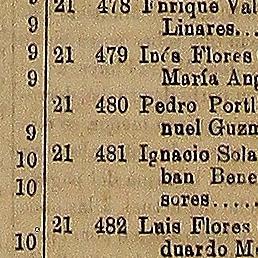 9 21 478 Enrique Val
9 Linares...
9 21 479 Inés Flores
9 María Ang
21 480 Pedro Portl
9 nuel Guzm
10 21 481 Ignacio Sola
10 ban Bene
sores.....
21 482 Luis Flores
10 duardo Me